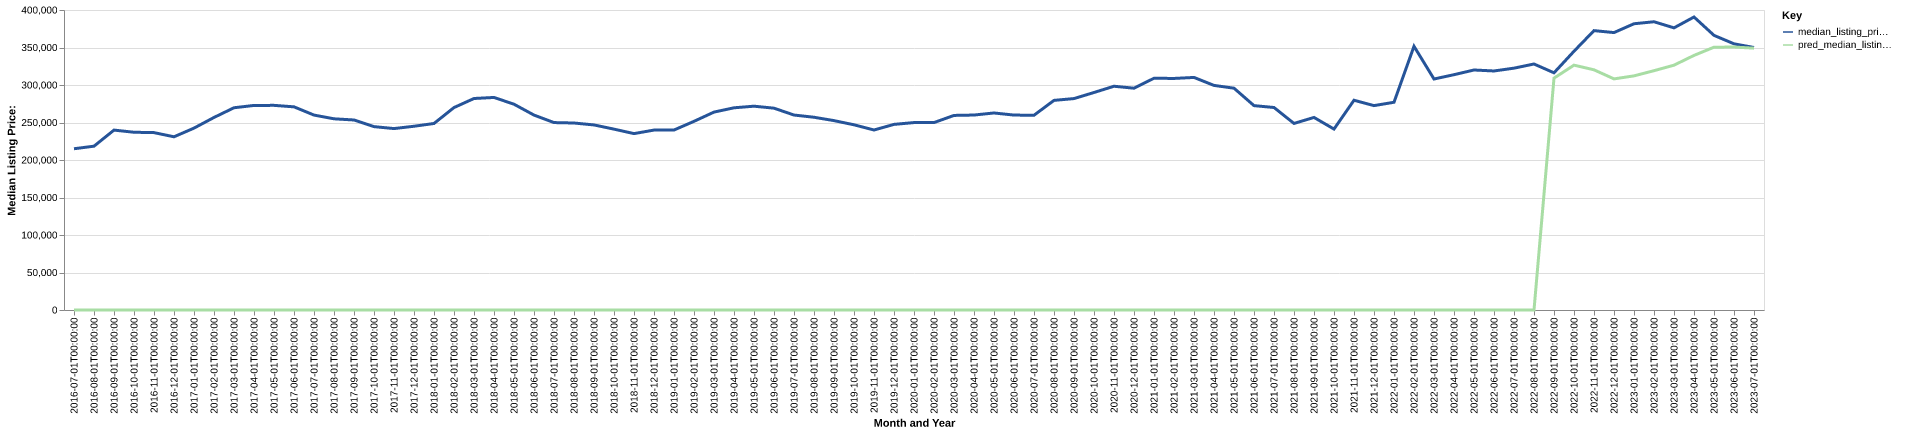 Key
median_listing_pri…
pred_median_listin…
Median Listing Price:
400,000
350,000
300,000
250,000
200,000
150,000
100,000
50,000
0
2016-07-01T00:00:00
2016-08-01T00:00:00
2016-09-01T00:00:00
2016-10-01T00:00:00
2016-11-01T00:00:00
2016-12-01T00:00:00
2017-01-01T00:00:00
2017-02-01T00:00:00
2017-03-01T00:00:00
2017-04-01T00:00:00
2017-05-01T00:00:00
2017-06-01T00:00:00
2017-07-01T00:00:00
2017-08-01T00:00:00
2017-09-01T00:00:00
2017-10-01T00:00:00
2017-11-01T00:00:00
2017-12-01T00:00:00
2018-01-01T00:00:00
2018-02-01T00:00:00
2018-03-01T00:00:00
2018-04-01T00:00:00
2018-05-01T00:00:00
2018-06-01T00:00:00
2018-07-01T00:00:00
2018-08-01T00:00:00
2018-09-01T00:00:00
2018-10-01T00:00:00
2018-11-01T00:00:00
2018-12-01T00:00:00
2019-01-01T00:00:00
2019-02-01T00:00:00
2019-03-01T00:00:00
2019-04-01T00:00:00
2019-05-01T00:00:00
2019-06-01T00:00:00
2019-07-01T00:00:00
2019-08-01T00:00:00
2019-09-01T00:00:00
2019-10-01T00:00:00
2019-11-01T00:00:00
2019-12-01T00:00:00
2020-01-01T00:00:00
2020-02-01T00:00:00
2020-03-01T00:00:00
2020-04-01T00:00:00
2020-05-01T00:00:00
2020-06-01T00:00:00
2020-07-01T00:00:00
2020-08-01T00:00:00
2020-09-01T00:00:00
2020-10-01T00:00:00
2020-11-01T00:00:00
2020-12-01T00:00:00
2021-01-01T00:00:00
2021-02-01T00:00:00
2021-03-01T00:00:00
2021-04-01T00:00:00
2021-05-01T00:00:00
2021-06-01T00:00:00
2021-07-01T00:00:00
2021-08-01T00:00:00
2021-09-01T00:00:00
2021-10-01T00:00:00
2021-11-01T00:00:00
2021-12-01T00:00:00
2022-01-01T00:00:00
2022-02-01T00:00:00
2022-03-01T00:00:00
2022-04-01T00:00:00
2022-05-01T00:00:00
2022-06-01T00:00:00
2022-07-01T00:00:00
2022-08-01T00:00:00
2022-09-01T00:00:00
2022-10-01T00:00:00
2022-11-01T00:00:00
2022-12-01T00:00:00
2023-01-01T00:00:00
2023-02-01T00:00:00
2023-03-01T00:00:00
2023-04-01T00:00:00
2023-05-01T00:00:00
2023-06-01T00:00:00
2023-07-01T00:00:00
Month and Year